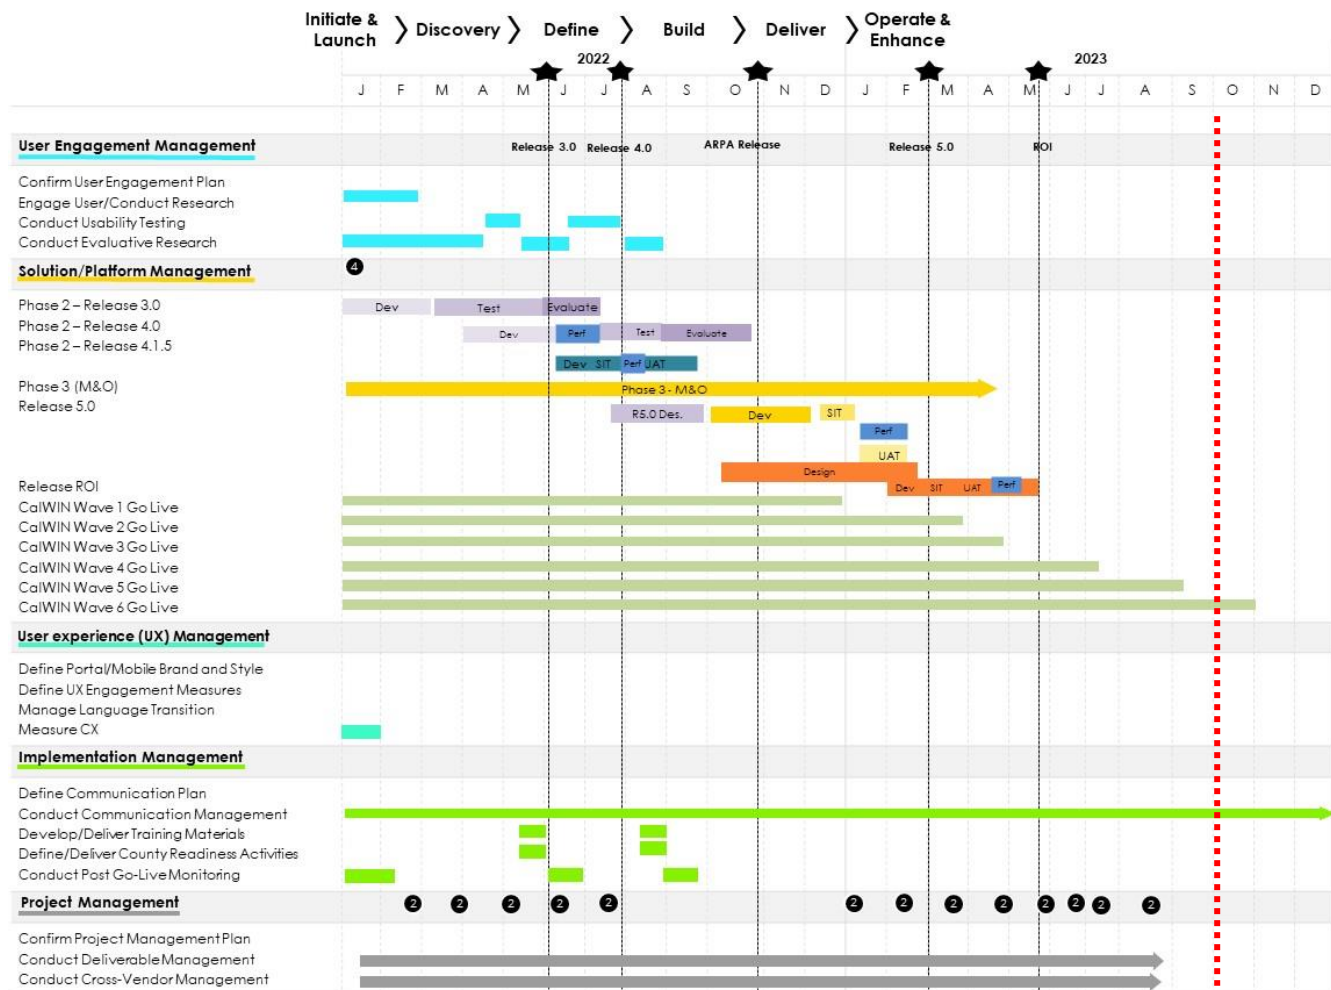 Initiate & Launch
Discovery
Define
Build
Deliver
Operate & Enhance
2022
2023
J F M A M J J A S O N D J F M A M J J A S O N D
User Engagement Management
Release 3.0
Release 4.0
ARPA Release
Release 5.0
ROI
Confirm User Engagement Plan
Engage User/Conduct Research
Conduct Usability Testing
Conduct Evaluative Research
Solution/Platform Management
4
Phase 2 – Release 3.0
Dev Test Evaluate
Phase 2 – Release 4.0
Dev Perf Test Evaluate
Phase 2 – Release 4.1.5
Dev SIT Perf UAT
Phase 3 (M&O)
Phase 3 - M&O
Release 5.0
R5.0 Des. Dev SIT
Perf
UAT
Design
Release ROI
Dev SIT UAT Perf
CalWIN Wave 1 Go Live
CalWIN Wave 2 Go Live
CalWIN Wave 3 Go Live
CalWIN Wave 4 Go Live
CalWIN Wave 5 Go Live
CalWIN Wave 6 Go Live
User experience (UX) Management
Define Portal/Mobile Brand and Style
Define UX Engagement Measures
Manage Language Transition
Measure CX
Implementation Management
Define Communication Plan
Conduct Communication Management
Develop/Deliver Training Materials
Define/Deliver County Readiness Activities
Conduct Post Go-Live Monitoring
Project Management
2 2 2 2 2 2 2 2 2 2 2 2 2
Confirm Project Management Plan
Conduct Deliverable Management
Conduct Cross-Vendor Management